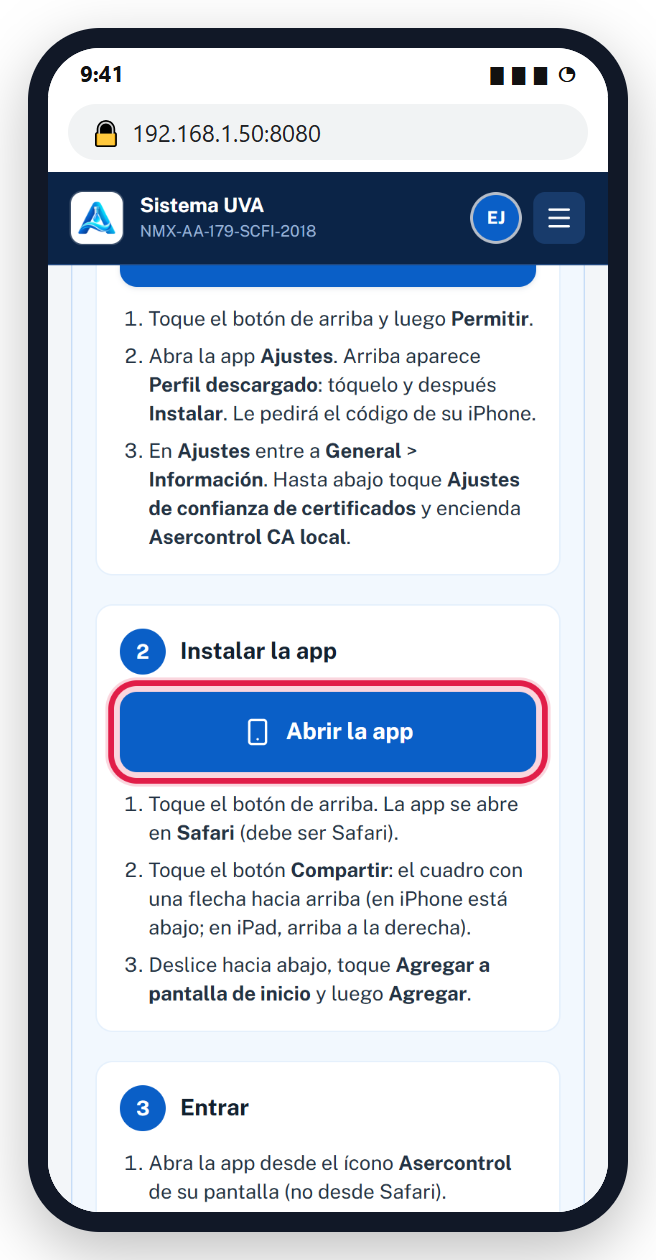 9:41
192.168.1.50:8080
Sistema UVA
NMX-AA-179-SCFI-2018
EJ
1. Toque el botón de arriba y luego Permitir.
2. Abra la app Ajustes. Arriba aparece
Perfil descargado: tóquelo y después
Instalar. Le pedirá el código de su iPhone.
3. En Ajustes entre a General >
Información. Hasta abajo toque Ajustes
de confianza de certificados y encienda
Asercontrol CA local.
2 Instalar la app
Abrir la app
1. Toque el botón de arriba. La app se abre
en Safari (debe ser Safari).
2. Toque el botón Compartir: el cuadro con
una flecha hacia arriba (en iPhone está
abajo; en iPad, arriba a la derecha).
3. Deslice hacia abajo, toque Agregar a
pantalla de inicio y luego Agregar.
3 Entrar
1. Abra la app desde el ícono Asercontrol
de su pantalla (no desde Safari).